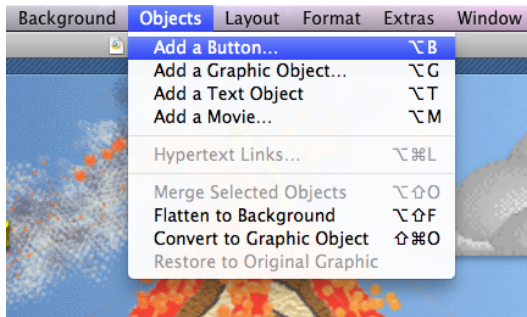 Background Objects Layout Format Extras Window
Add a Button... ⌥B
Add a Graphic Object... ⌥G
Add a Text Object ⌥T
Add a Movie... ⌥M
Hypertext Links... ⌥⌘L
Merge Selected Objects ⌥⇧O
Flatten to Background ⌥⇧F
Convert to Graphic Object ⇧⌘O
Restore to Original Graphic